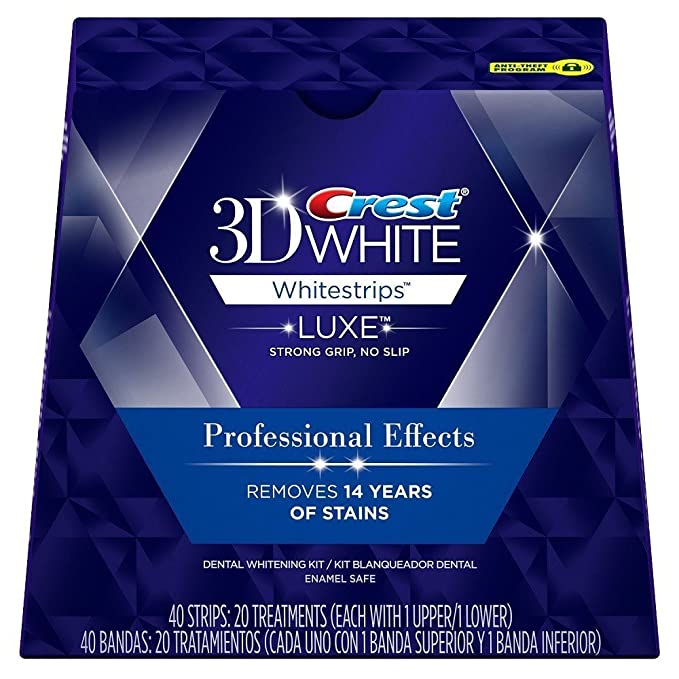 ANTI-THEFT
PROGRAM
Crest®
3D WHITE
Whitestrips™
LUXE™
STRONG GRIP, NO SLIP
Professional Effects
REMOVES 14 YEARS
OF STAINS
DENTAL WHITENING KIT / KIT BLANQUEADOR DENTAL
ENAMEL SAFE
40 STRIPS: 20 TREATMENTS (EACH WITH 1 UPPER/1 LOWER)
40 BANDAS: 20 TRATAMIENTOS (CADA UNO CON 1 BANDA SUPERIOR Y 1 BANDA INFERIOR)